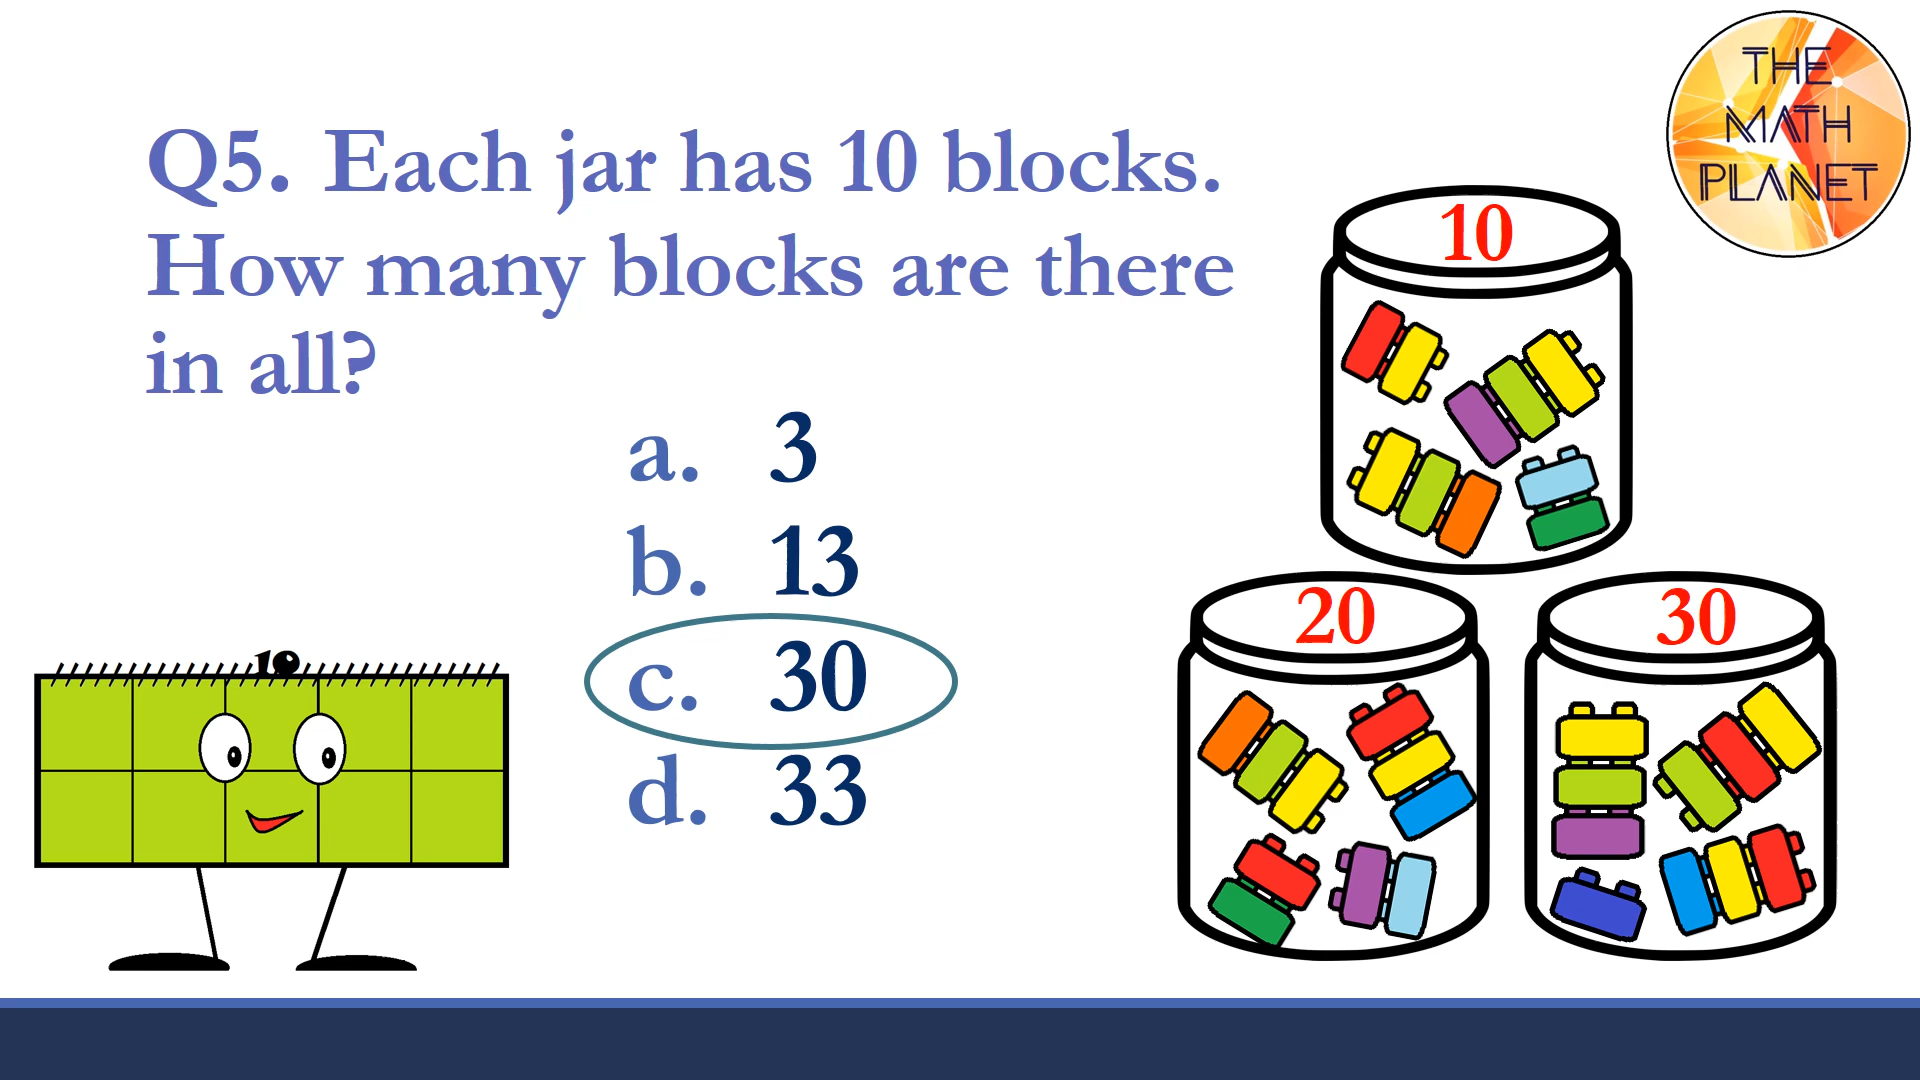 Q5. Each jar has 10 blocks.
How many blocks are there
in all?
a. 3
b. 13
c. 30
d. 33
10
THE
MATH
PLANET
10
20
30